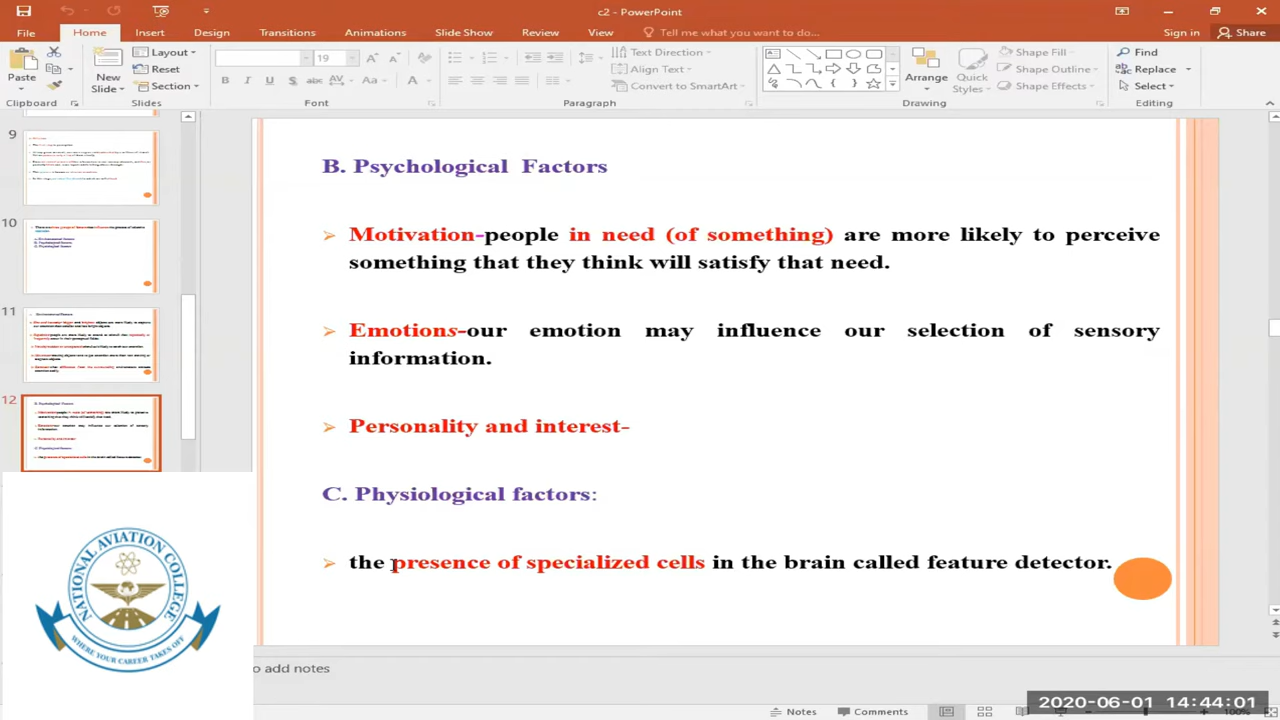 c2 - PowerPoint
File Home Insert Design Transitions Animations Slide Show Review View Tell me what you want to do... Sign in Share
Paste
New Slide
Layout
Reset
Section
19
B I U S abc AV Aa A
Text Direction
Align Text
Convert to SmartArt
Arrange
Quick Styles
Shape Fill
Shape Outline
Shape Effects
Find
Replace
Select
Clipboard Slides Font Paragraph Drawing Editing
9
10
11
12
B. Psychological Factors
Motivation-people in need (of something) are more likely to perceive
something that they think will satisfy that need.
Emotions-our emotion may influence our selection of sensory
information.
Personality and interest-
C. Physiological factors:
the presence of specialized cells in the brain called feature detector.
NATIONAL AVIATION COLLEGE
WHERE YOUR CAREER TAKES OFF
to add notes
2020-06-01 14:44:01
Notes Comments